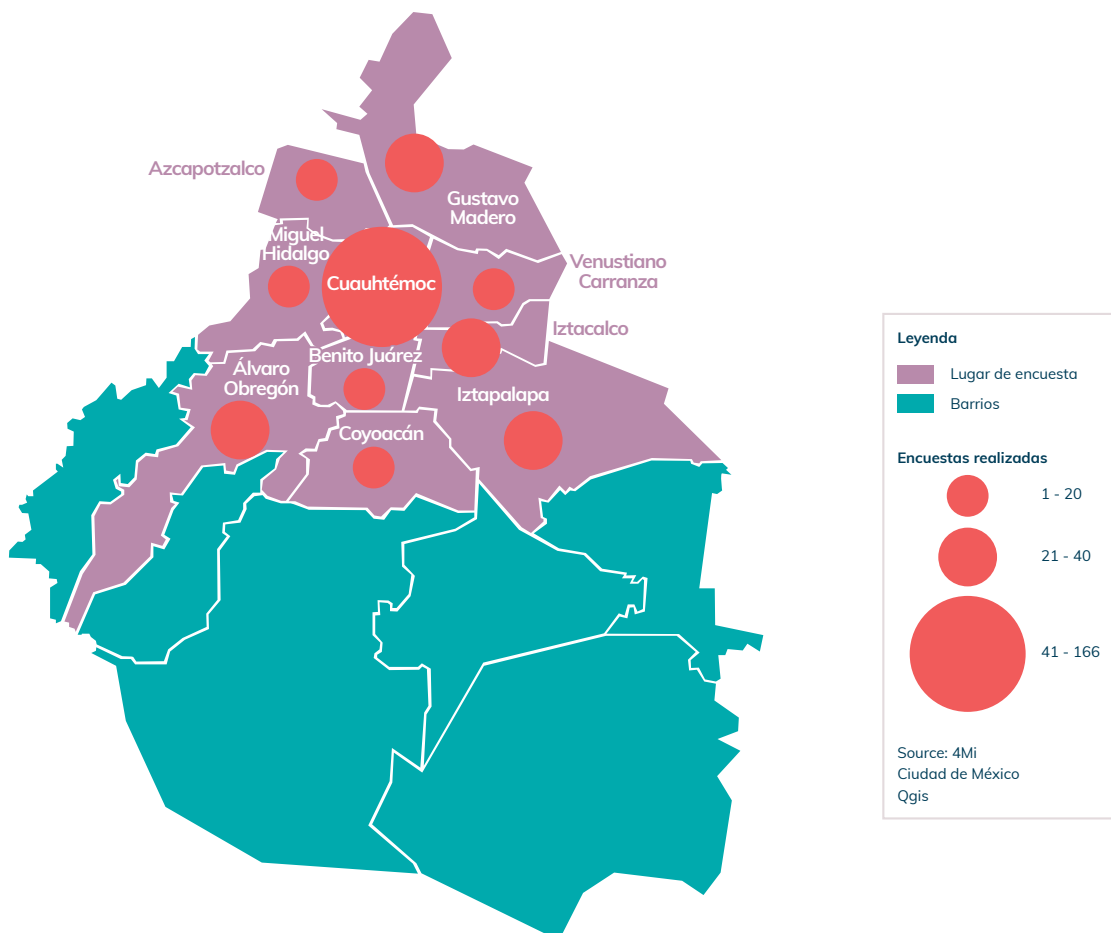 Azcapotzalco
Gustavo
Madero
Miguel
Hidalgo
Cuauhtémoc
Venustiano
Carranza
Iztacalco
Benito Juárez
Álvaro
Obregón
Iztapalapa
Coyoacán
Leyenda
Lugar de encuesta
Barrios
Encuestas realizadas
1 - 20
21 - 40
41 - 166
Source: 4Mi
Ciudad de México
Qgis